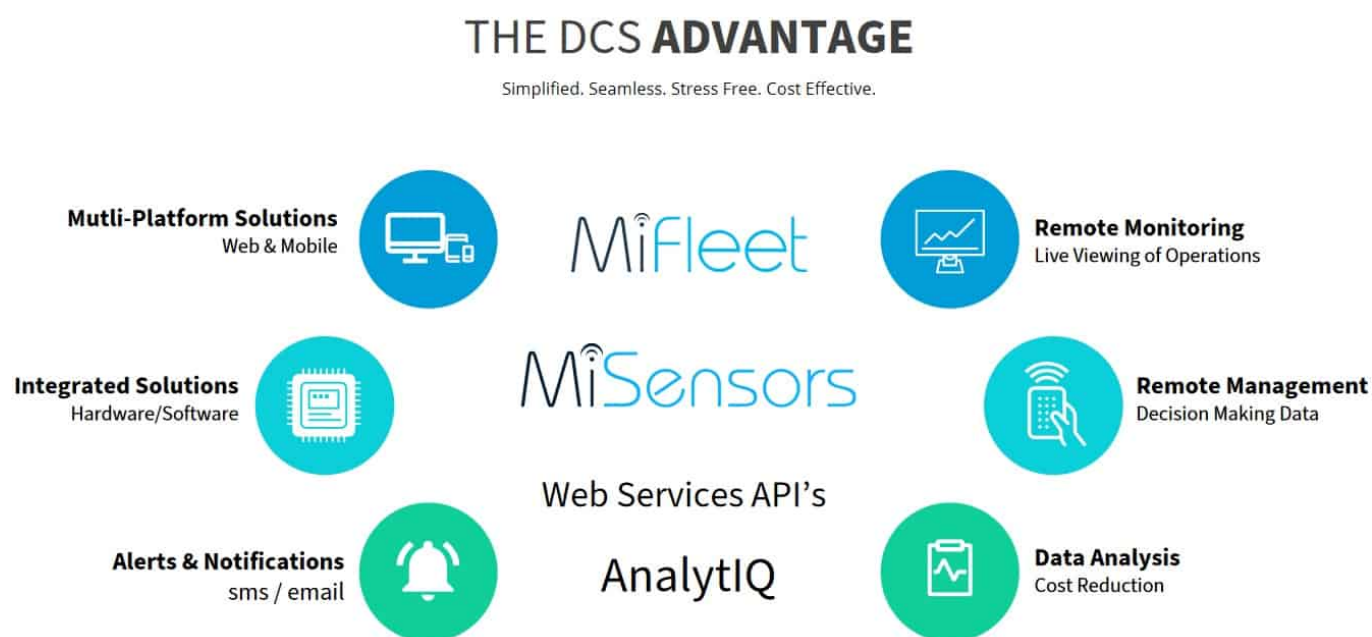 THE DCS ADVANTAGE
Simplified. Seamless. Stress Free. Cost Effective.
Mutli-Platform Solutions
Web & Mobile
Integrated Solutions
Hardware/Software
Alerts & Notifications
sms / email
MiFleet
MiSensors
Web Services API’s
AnalytIQ
Remote Monitoring
Live Viewing of Operations
Remote Management
Decision Making Data
Data Analysis
Cost Reduction